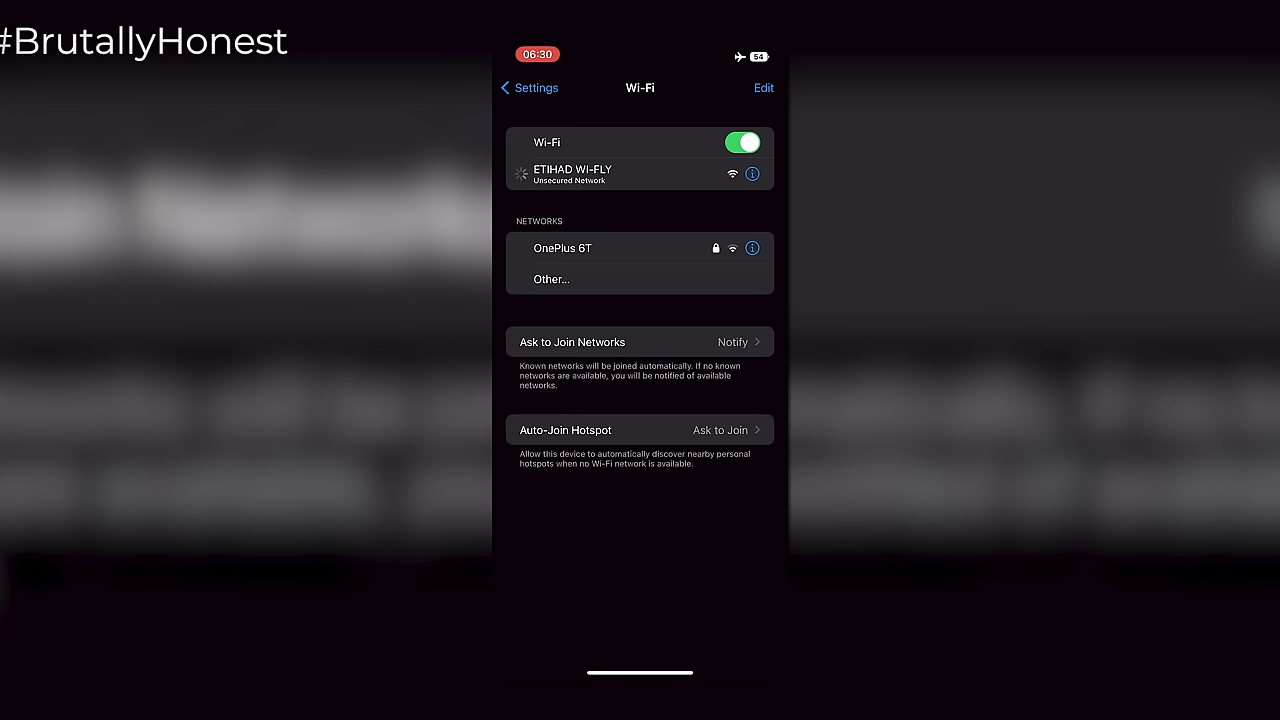 #BrutallyHonest
06:30
54
Settings
Wi-Fi
Edit
Wi-Fi
ETIHAD WI-FLY
Unsecured Network
NETWORKS
OnePlus 6T
Other...
Ask to Join Networks
Notify
Known networks will be joined automatically. If no known
networks are available, you will be notified of available
networks.
Auto-Join Hotspot
Ask to Join
Allow this device to automatically discover nearby personal
hotspots when no Wi-Fi network is available.